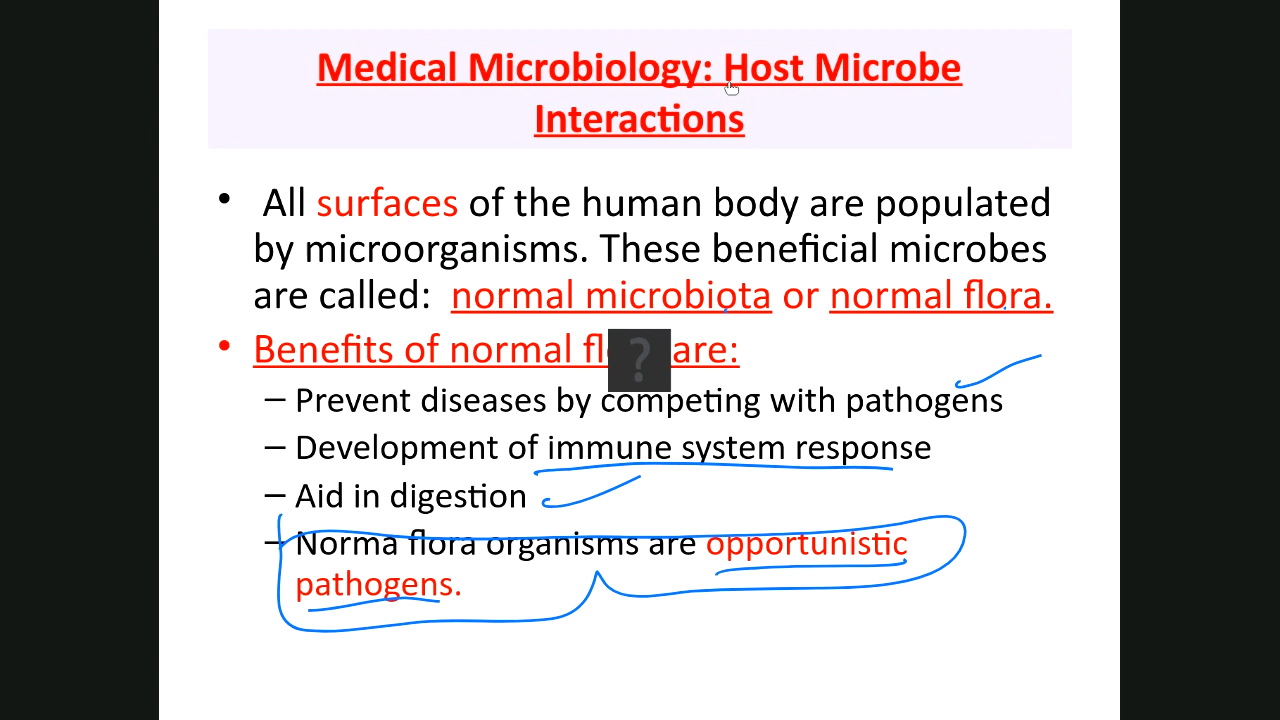 Medical Microbiology: Host Microbe
Interactions
• All surfaces of the human body are populated
by microorganisms. These beneficial microbes
are called: normal microbiota or normal flora.
• Benefits of normal are:
– Prevent diseases by competing with pathogens
– Development of immune system response
– Aid in digestion
– Norma flora organisms are opportunistic
pathogens.
?